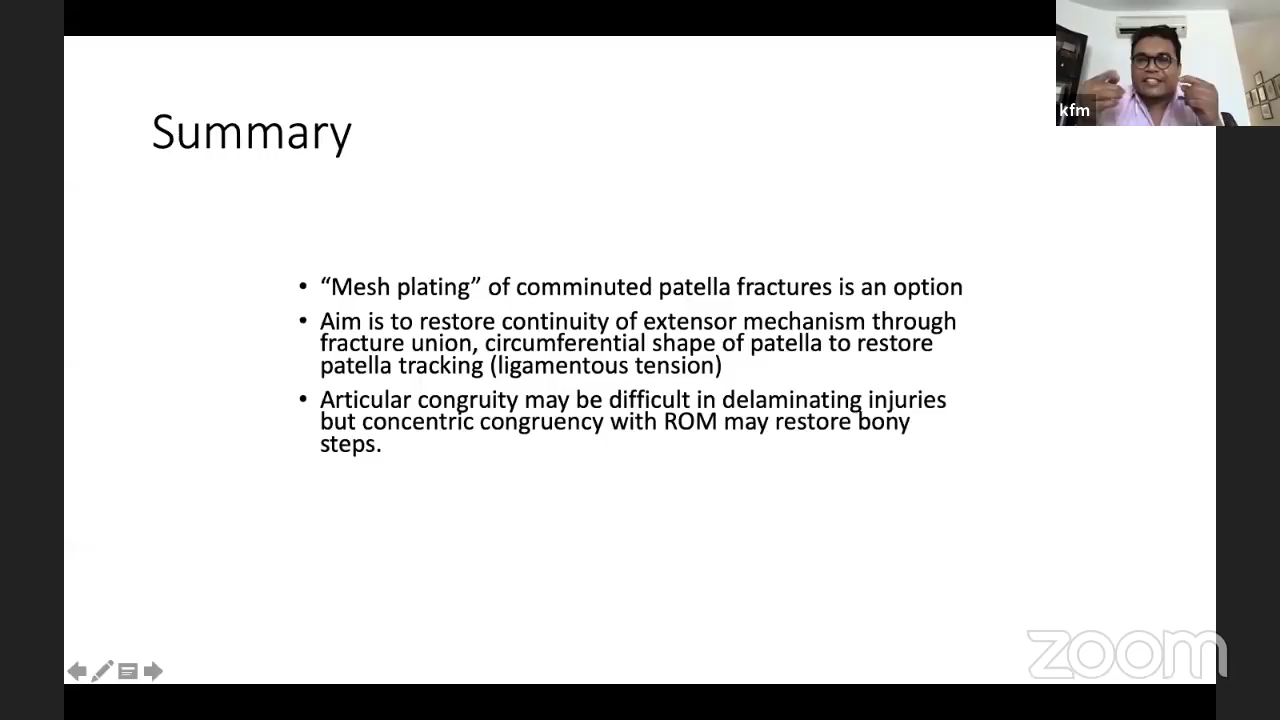 kfm
Summary
• “Mesh plating” of comminuted patella fractures is an option
• Aim is to restore continuity of extensor mechanism through
fracture union, circumferential shape of patella to restore
patella tracking (ligamentous tension)
• Articular congruity may be difficult in delaminating injuries
but concentric congruency with ROM may restore bony
steps.
zoom